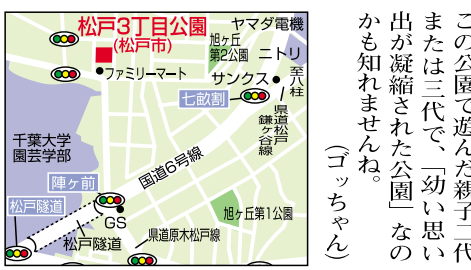 この公園で遊んだ親子二代
または三代で、「幼い思い
出が凝縮された公園」なの
かも知れませんね。
(ゴッちゃん)
松戸3丁目公園
(松戸市)
ヤマダ電機
旭ヶ丘
第2公園
ニトリ
至八柱
ファミリーマート
サンクス
七畝割
県道松戸
鎌ヶ谷線
千葉大学
園芸学部
国道6号線
陣ヶ前
松戸隧道
GS
旭ヶ丘第1公園
松戸隧道
県道原木松戸線